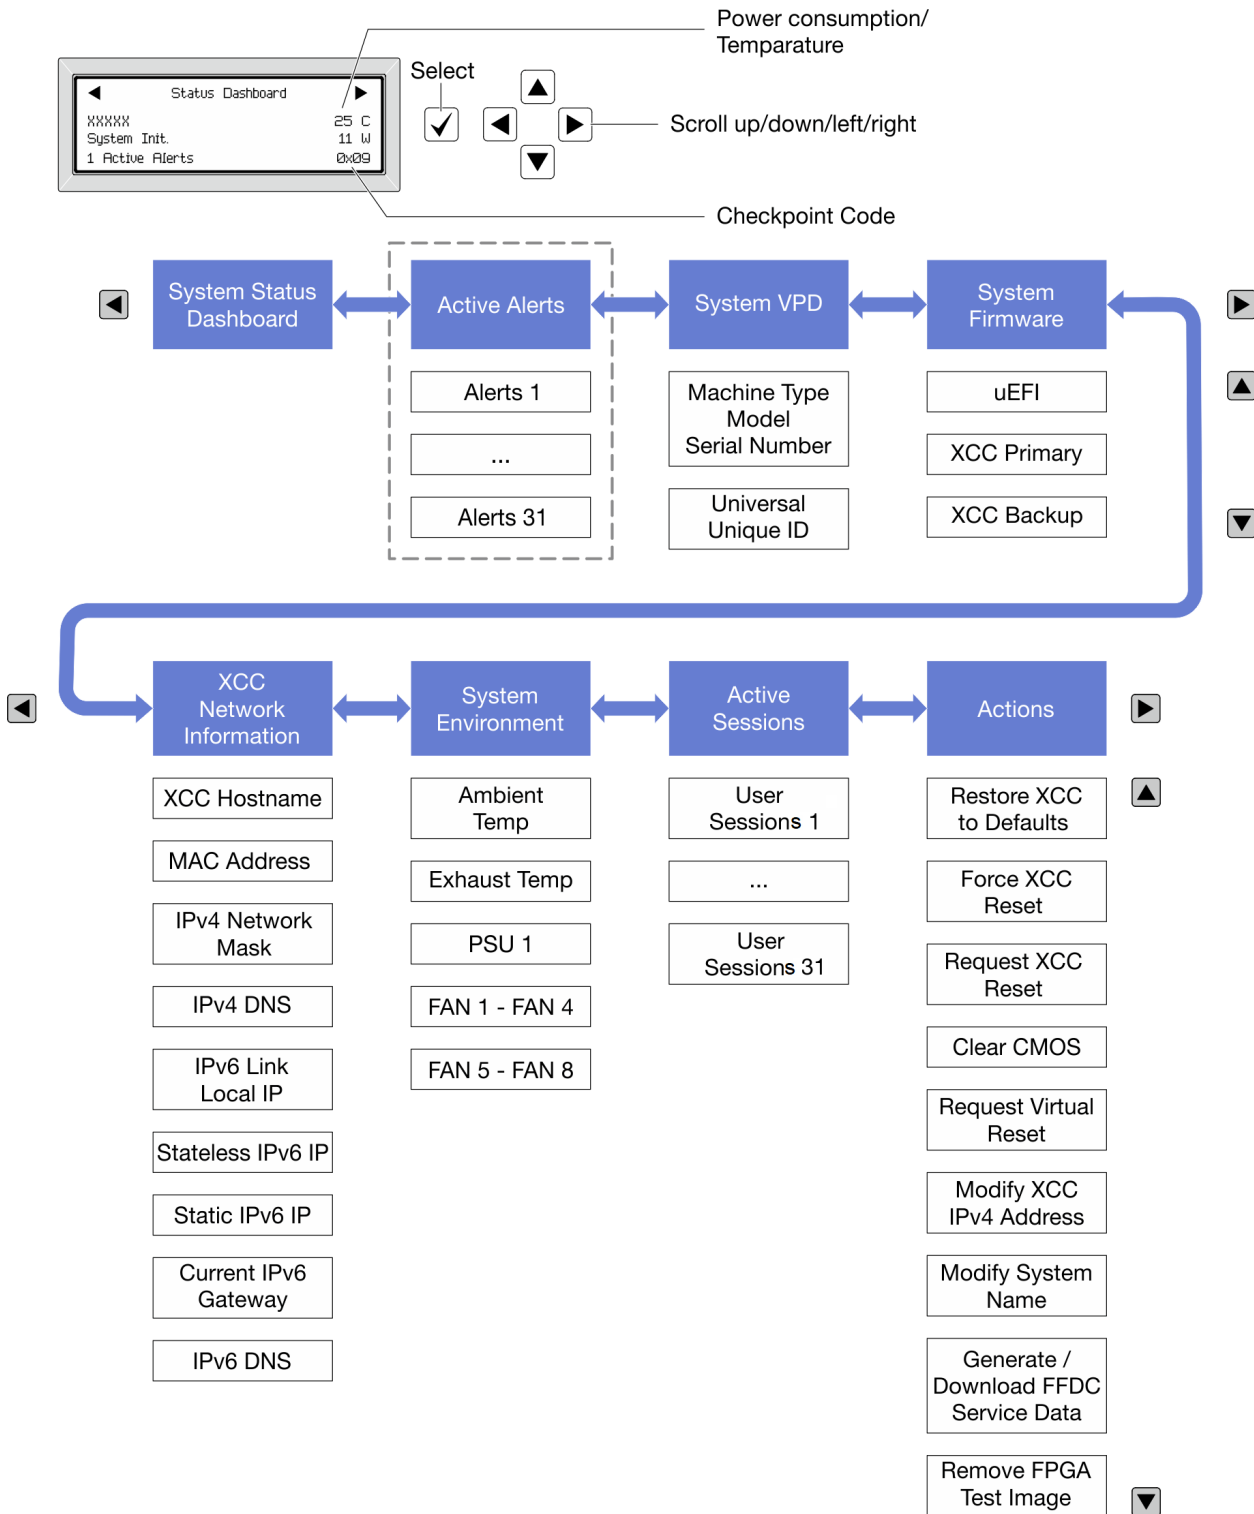 Power consumption/
Temparature
Select
Status Dashboard
XXXXX 25 C
System Init. 11 W
1 Active Alerts 0x09
Scroll up/down/left/right
Checkpoint Code
System Status
Dashboard
Active Alerts
System VPD
System
Firmware
Alerts 1
...
Alerts 31
Machine Type
Model
Serial Number
Universal
Unique ID
uEFI
XCC Primary
XCC Backup
XCC
Network
Information
System
Environment
Active
Sessions
Actions
XCC Hostname
MAC Address
IPv4 Network
Mask
IPv4 DNS
IPv6 Link
Local IP
Stateless IPv6 IP
Static IPv6 IP
Current IPv6
Gateway
IPv6 DNS
Ambient
Temp
Exhaust Temp
PSU 1
FAN 1 - FAN 4
FAN 5 - FAN 8
User
Sessions 1
...
User
Sessions 31
Restore XCC
to Defaults
Force XCC
Reset
Request XCC
Reset
Clear CMOS
Request Virtual
Reset
Modify XCC
IPv4 Address
Modify System
Name
Generate /
Download FFDC
Service Data
Remove FPGA
Test Image